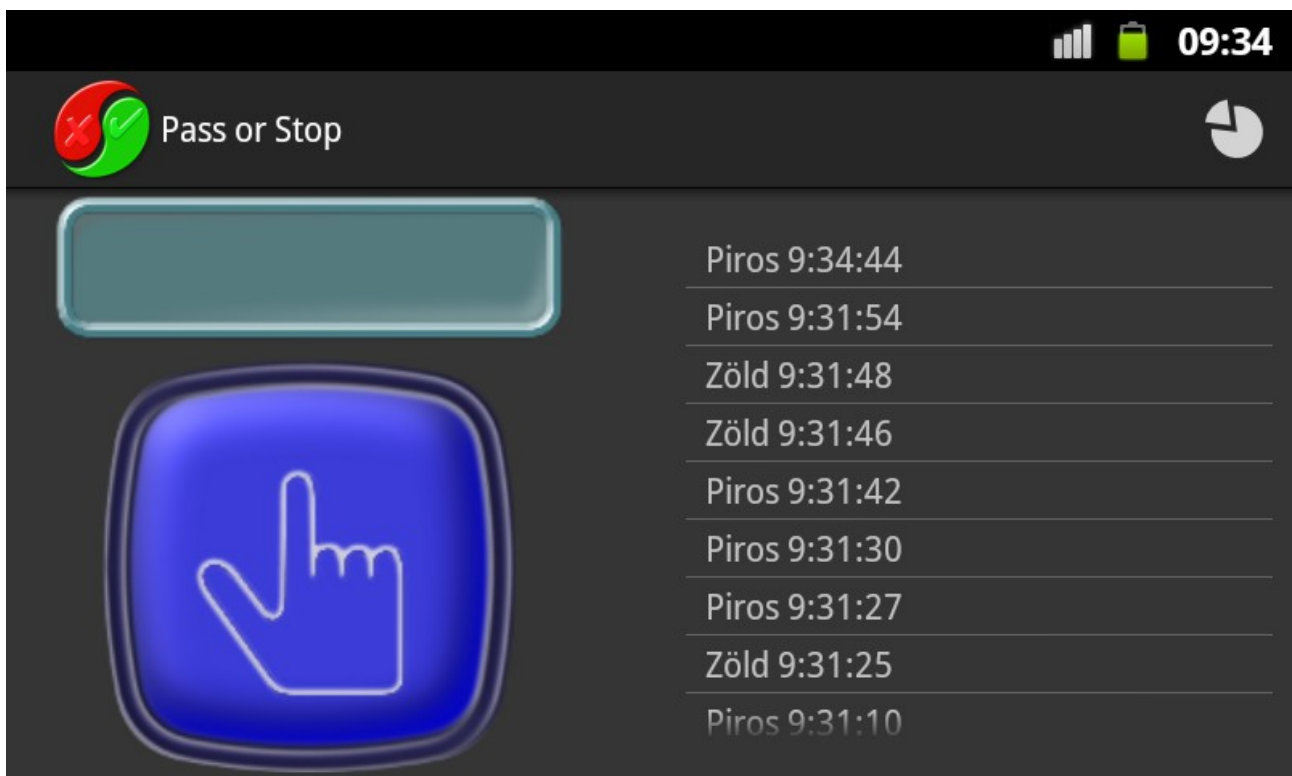 09:34
Pass or Stop
Piros 9:34:44
Piros 9:31:54
Zöld 9:31:48
Zöld 9:31:46
Piros 9:31:42
Piros 9:31:30
Piros 9:31:27
Zöld 9:31:25
Piros 9:31:10